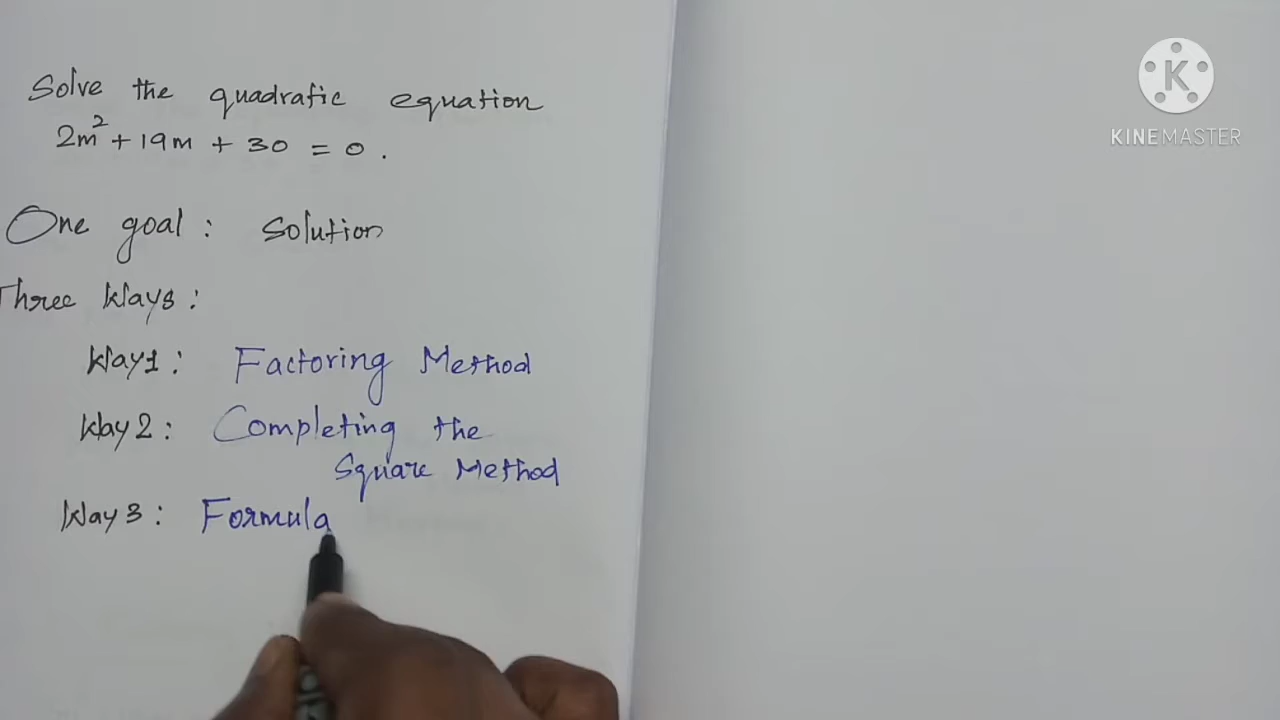 Solve the quadratic equation
2m² + 19m + 30 = 0.
One goal: Solution
Three Ways:
Way1: Factoring Method
Way2: Completing the
Square Method
Way3: Formula
K
KINEMASTER